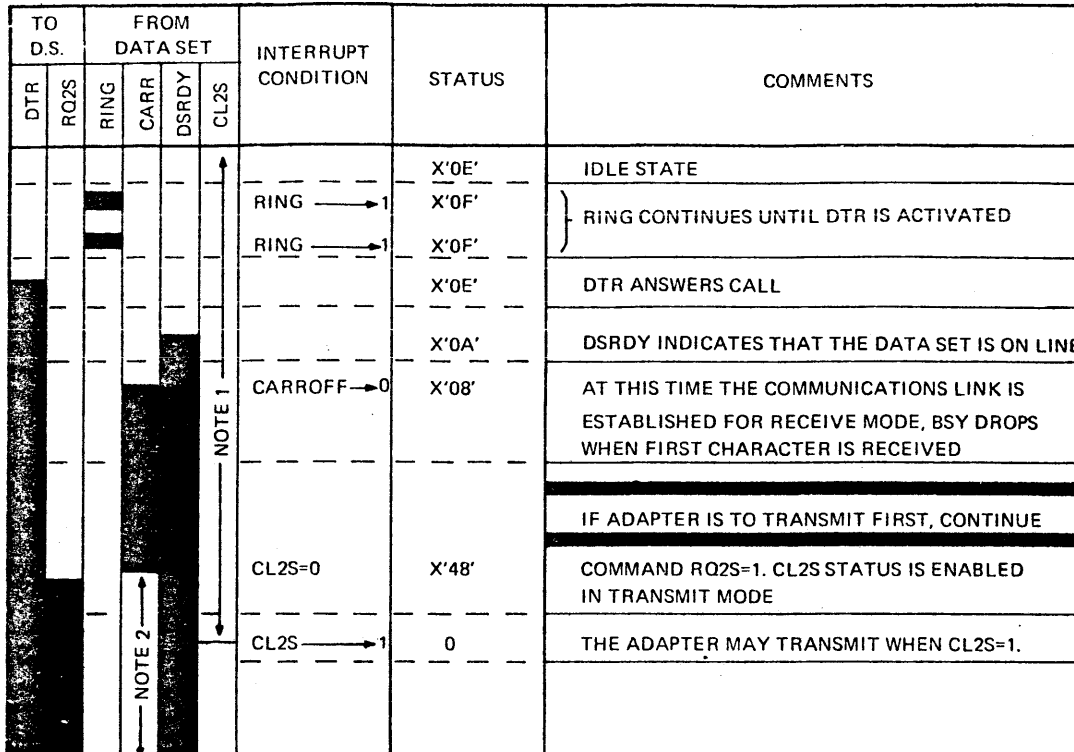 TO D.S.
FROM DATA SET
INTERRUPT CONDITION
STATUS
COMMENTS
DTR
RQ2S
RING
CARR
DSRDY
CL2S
X'0E' IDLE STATE
RING → 1 X'0F'
RING CONTINUES UNTIL DTR IS ACTIVATED
RING → 1 X'0F'
X'0E' DTR ANSWERS CALL
X'0A' DSRDY INDICATES THAT THE DATA SET IS ON LINE
CARROFF → 0 X'08' AT THIS TIME THE COMMUNICATIONS LINK IS
ESTABLISHED FOR RECEIVE MODE, BSY DROPS
WHEN FIRST CHARACTER IS RECEIVED
NOTE 1
IF ADAPTER IS TO TRANSMIT FIRST, CONTINUE
CL2S=0 X'48' COMMAND RQ2S=1. CL2S STATUS IS ENABLED
IN TRANSMIT MODE
CL2S → 1 0 THE ADAPTER MAY TRANSMIT WHEN CL2S=1.
NOTE 2